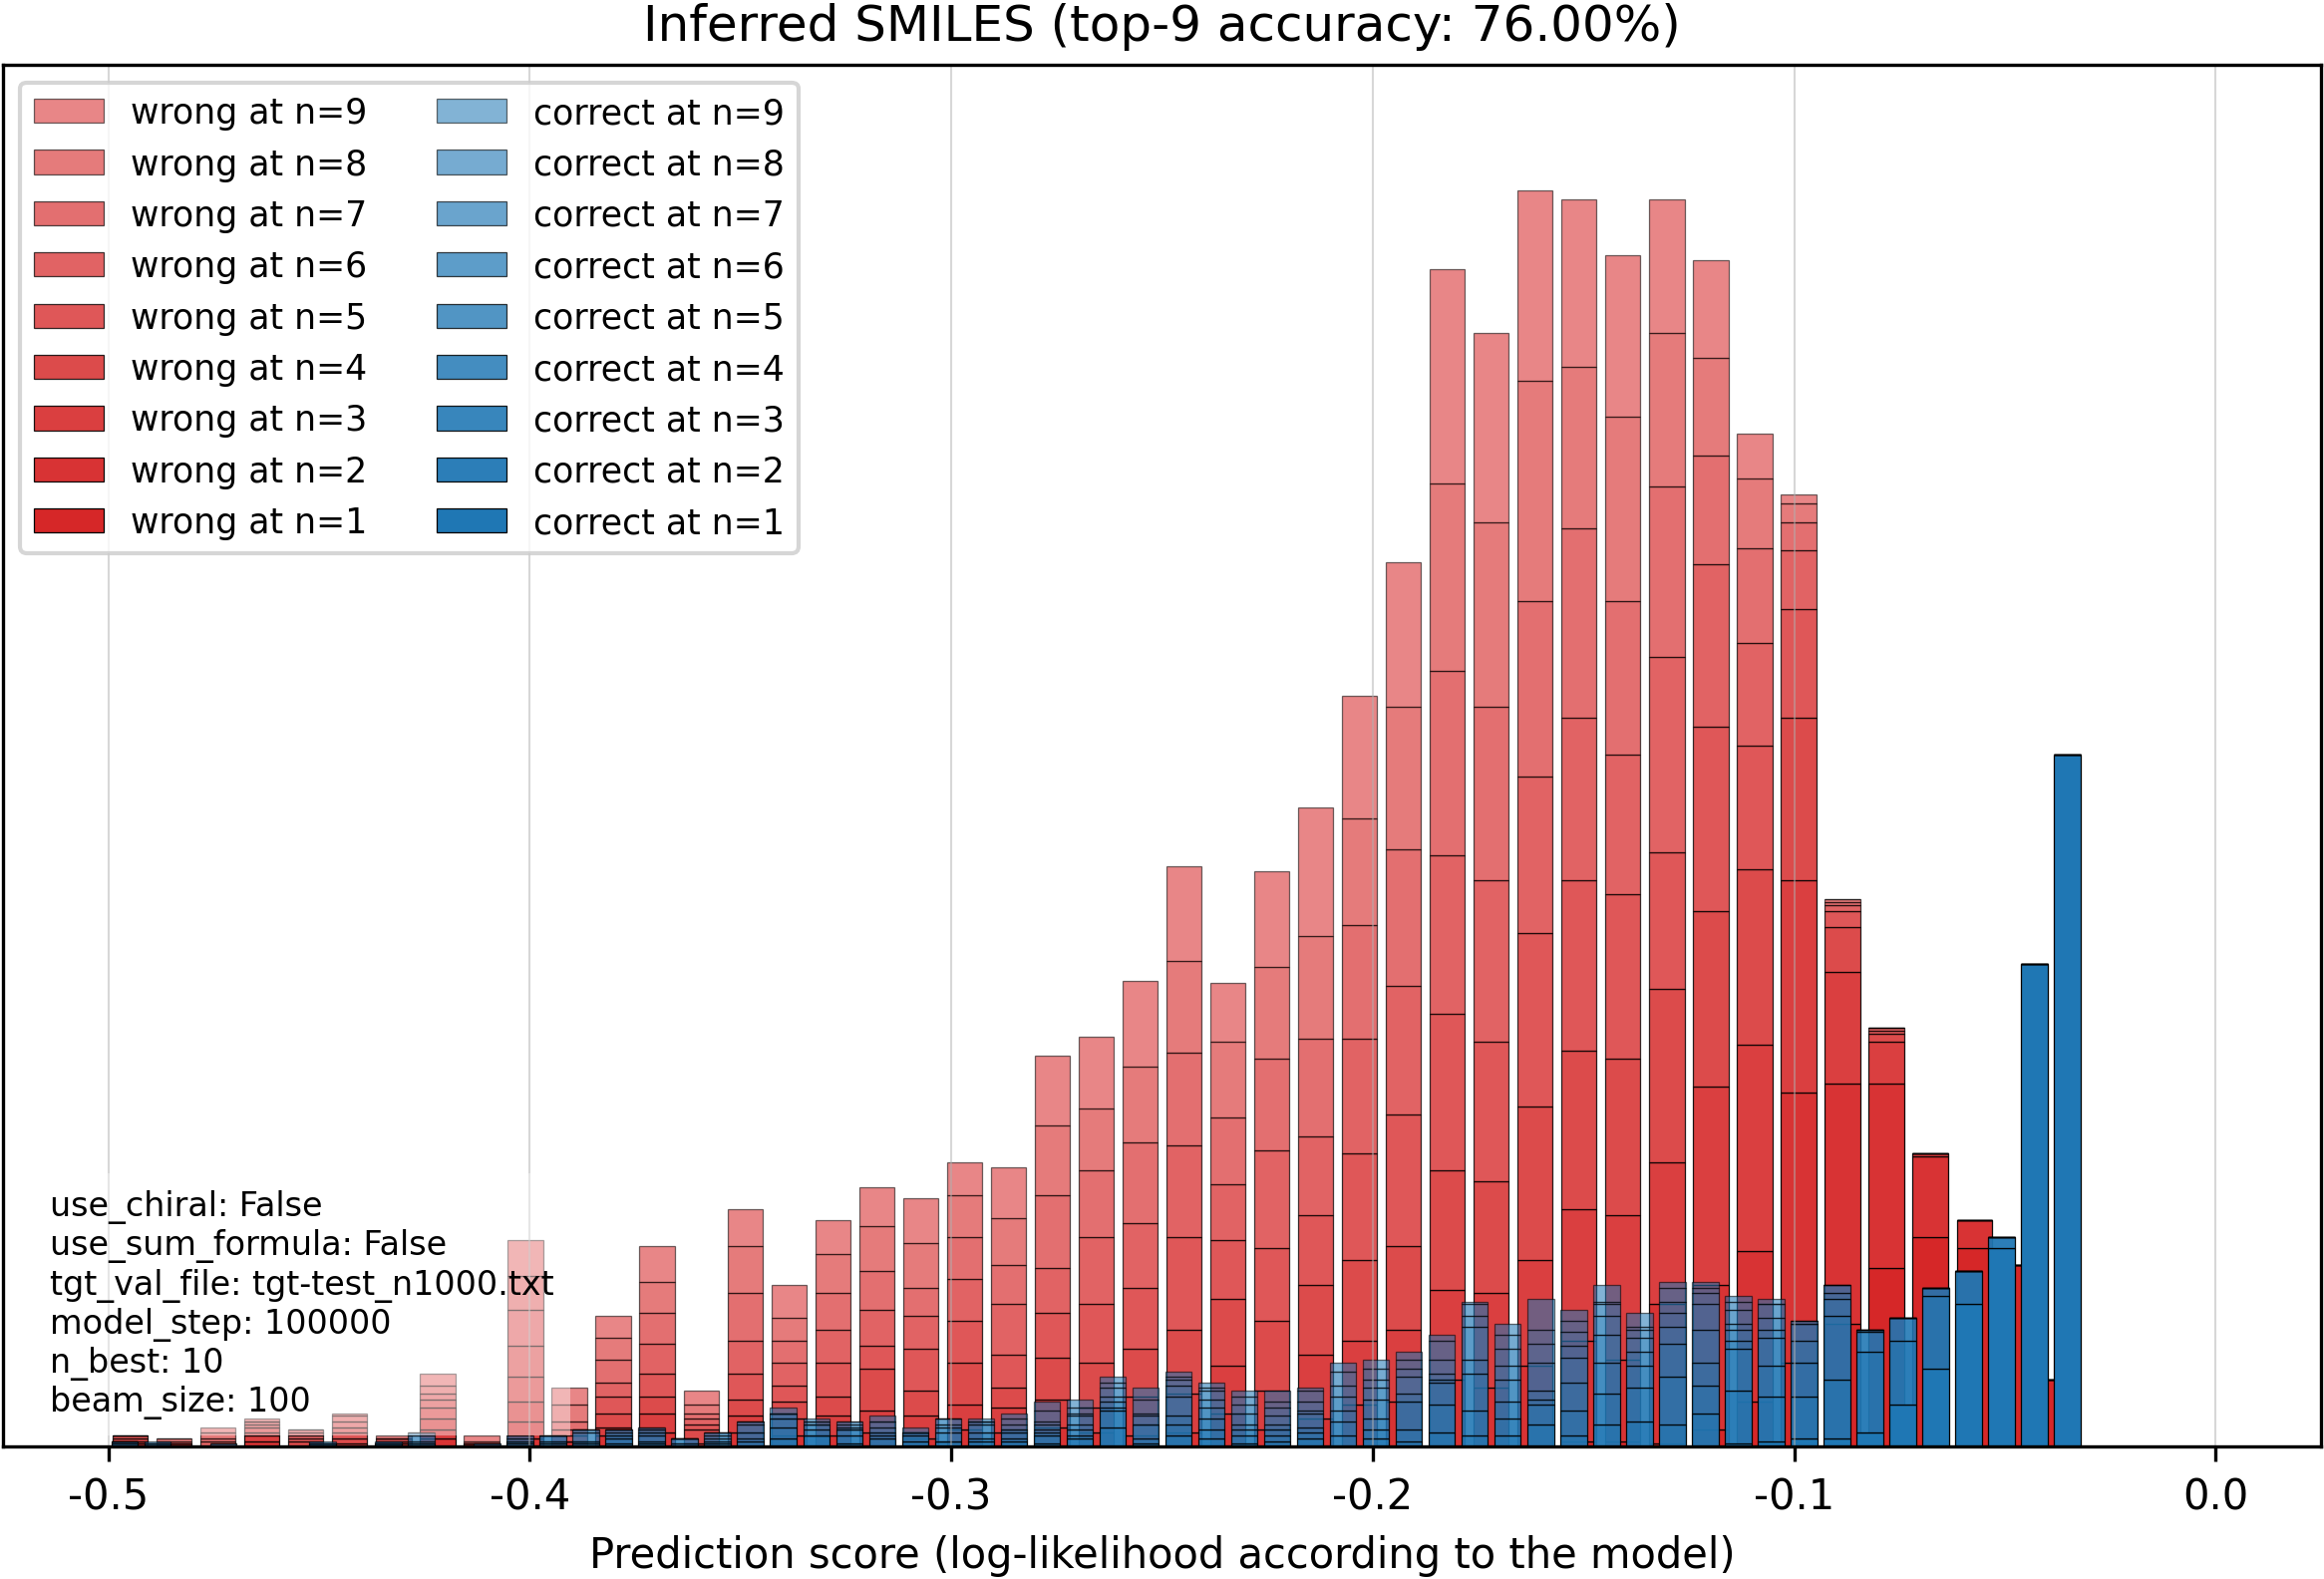 Inferred SMILES (top-9 accuracy: 76.00%)
wrong at n=9
wrong at n=8
wrong at n=7
wrong at n=6
wrong at n=5
wrong at n=4
wrong at n=3
wrong at n=2
wrong at n=1
correct at n=9
correct at n=8
correct at n=7
correct at n=6
correct at n=5
correct at n=4
correct at n=3
correct at n=2
correct at n=1
use_chiral: False
use_sum_formula: False
tgt_val_file: tgt-test_n1000.txt
model_step: 100000
n_best: 10
beam_size: 100
-0.5 -0.4 -0.3 -0.2 -0.1 0.0
Prediction score (log-likelihood according to the model)